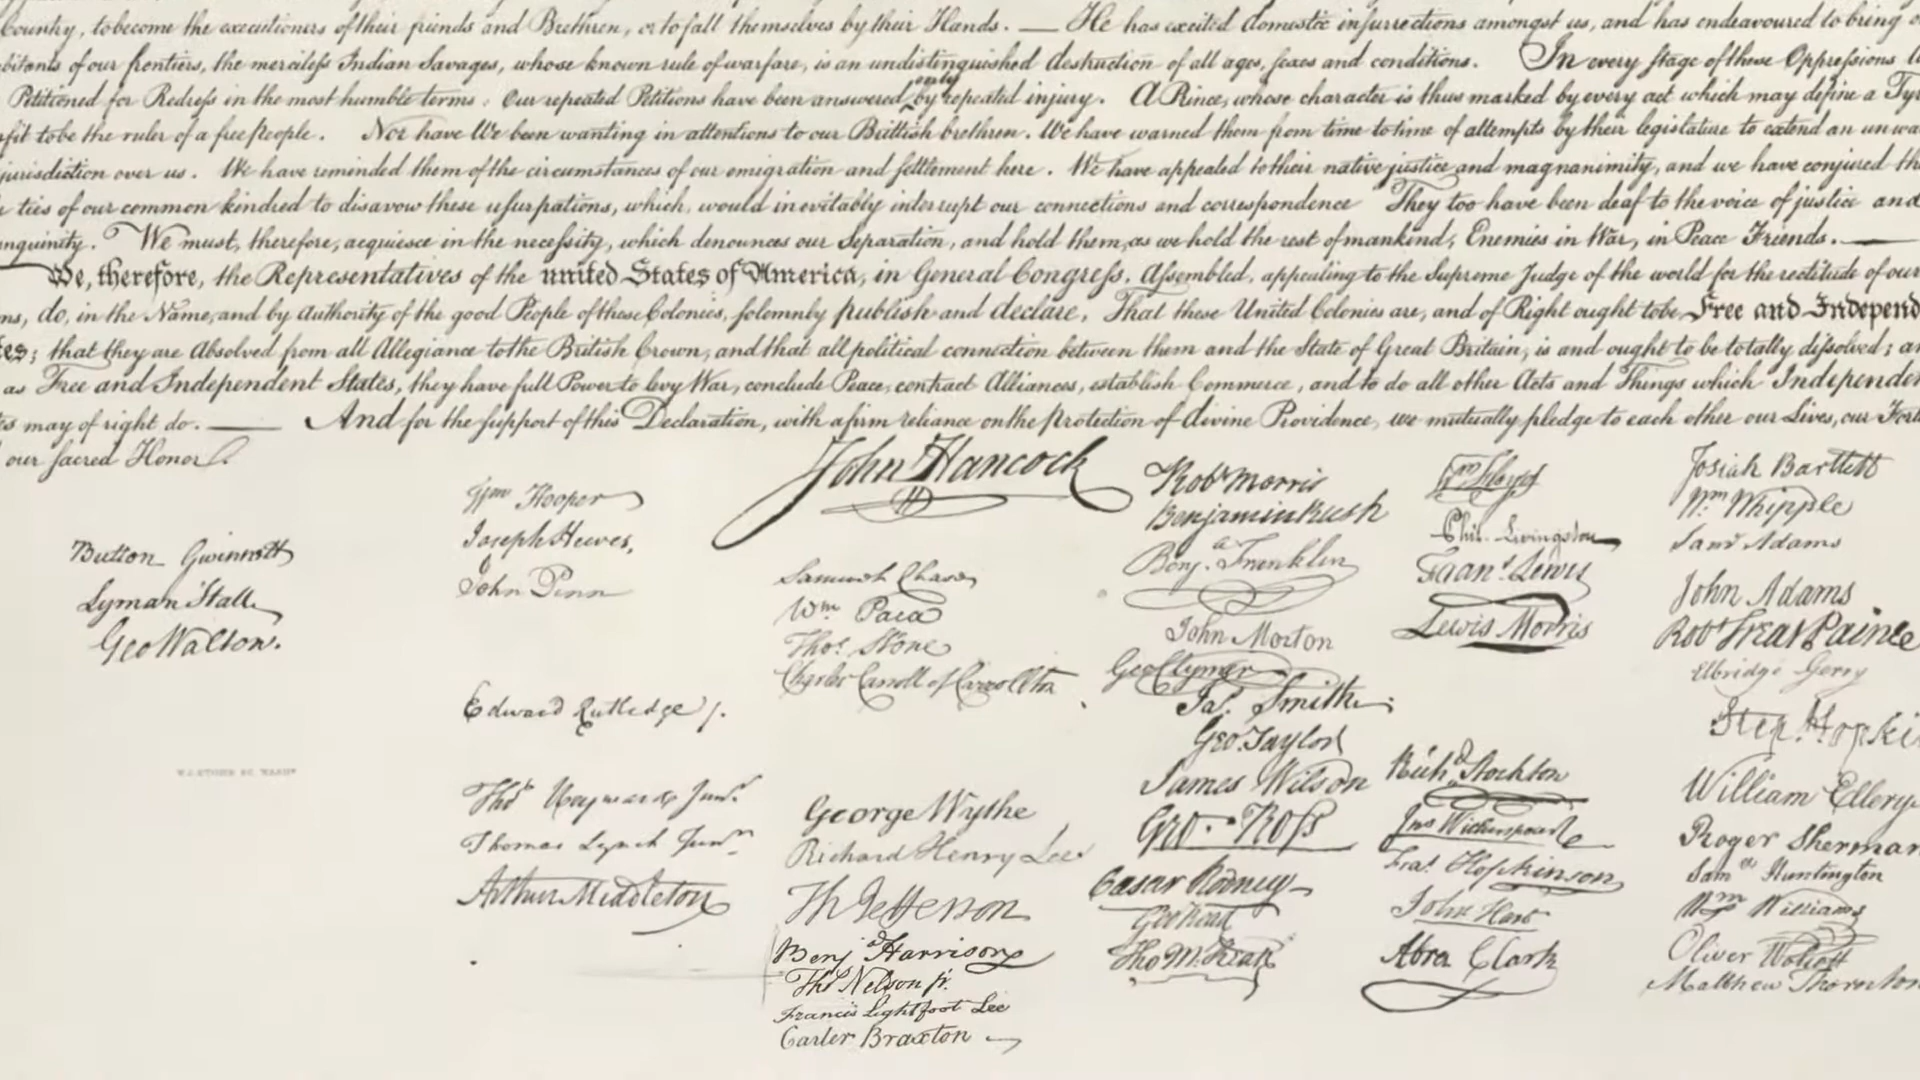 Country, to become the executioners of their friends and Brethren, or to fall themselves by their Hands. — He has excited domestic insurrections amongst us, and has endeavoured to bring o
bitants of our frontiers, the merciless Indian Savages, whose known rule of warfare, is an undistinguished destruction of all ages, sexes and conditions. In every stage of these Oppressions
Petitioned for Redress in the most humble terms: Our repeated Petitions have been answered only by repeated injury. A Prince, whose character is thus marked by every act which may define a Ty
nfit to be the ruler of a free people. Nor have We been wanting in attentions to our Brittish brethren. We have warned them from time to time of attempts by their legislature to extend an unwa
jurisdiction over us. We have reminded them of the circumstances of our emigration and settlement here. We have appealed to their native justice and magnanimity, and we have conjured th
ties of our common kindred to disavow these usurpations, which, would inevitably interrupt our connections and correspondence They too have been deaf to the voice of justice and
anguinity. We must, therefore, acquiesce in the necessity, which denounces our Separation, and hold them, as we hold the rest of mankind, Enemies in War, in Peace Friends. —
We, therefore, the Representatives of the united States of America, in General Congress, Assembled, appealing to the Supreme Judge of the world for the rectitude of our
ns, do, in the Name, and by Authority of the good People of these Colonies, solemnly publish and declare, That these United Colonies are, and of Right ought to be Free and Independ
es; that they are Absolved from all Allegiance to the British Crown, and that all political connection between them and the State of Great Britain, is and ought to be totally dissolved; an
as Free and Independent States, they have full Power to levy War, conclude Peace, contract Alliances, establish Commerce, and to do all other Acts and Things which Independen
es may of right do. — And for the support of this Declaration, with a firm reliance on the protection of divine Providence, we mutually pledge to each other our Lives, our Fort
our sacred Honor.
Button Gwinnett
Lyman Hall
Geo Walton.
W.J. STONE SC. WASHN
Wm Hooper
Joseph Hewes,
John Penn
Edward Rutledge /.
Thos Heyward Junr.
Thomas Lynch Junr.
Arthur Middleton
John Hancock
Samuel Chase
Wm. Paca
Thos. Stone
Charles Carroll of Carrollton
George Wythe
Richard Henry Lee
Th Jefferson
Benja Harrison
Thos Nelson jr.
Francis Lightfoot Lee
Carter Braxton
Robt Morris
Benjamin Rush
Benja. Franklin
John Morton
Geo Clymer
Jas. Smith
Geo. Taylor
James Wilson
Geo. Ross
Caesar Rodney
Geo Read
Tho M:Kean
Wm Floyd
Phil. Livingston
Frans. Lewis
Lewis Morris
Richd. Stockton
Jno Witherspoon
Fras. Hopkinson
John Hart
Abra Clark
Josiah Bartlett
Wm Whipple
Saml Adams
John Adams
Robt Treat Paine
Elbridge Gerry
Step. Hopki
William Ellery
Roger Sherman
Saml Huntington
Wm Williams
Oliver Wolcott
Matthew Thornton